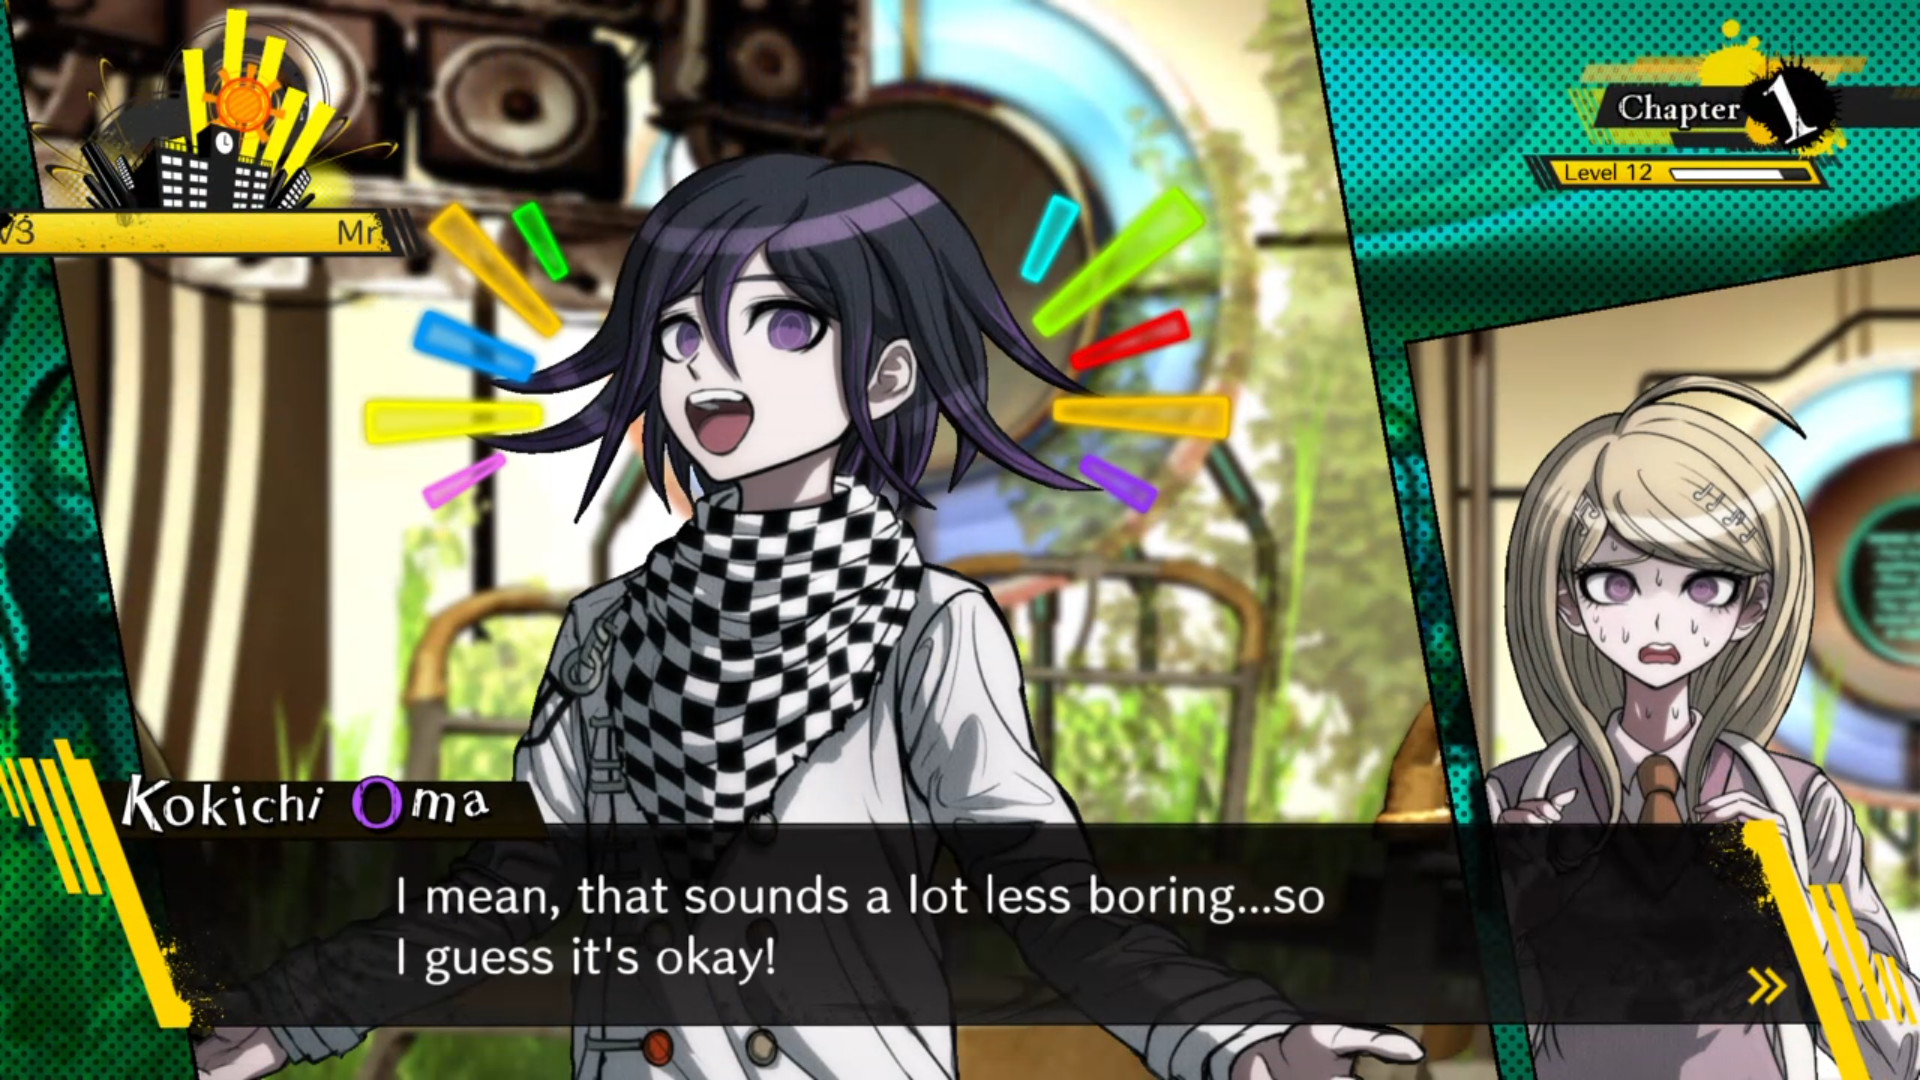 Chapter 1
Level 12
V3 Mr
Kokichi Oma
I mean, that sounds a lot less boring...so
I guess it's okay!